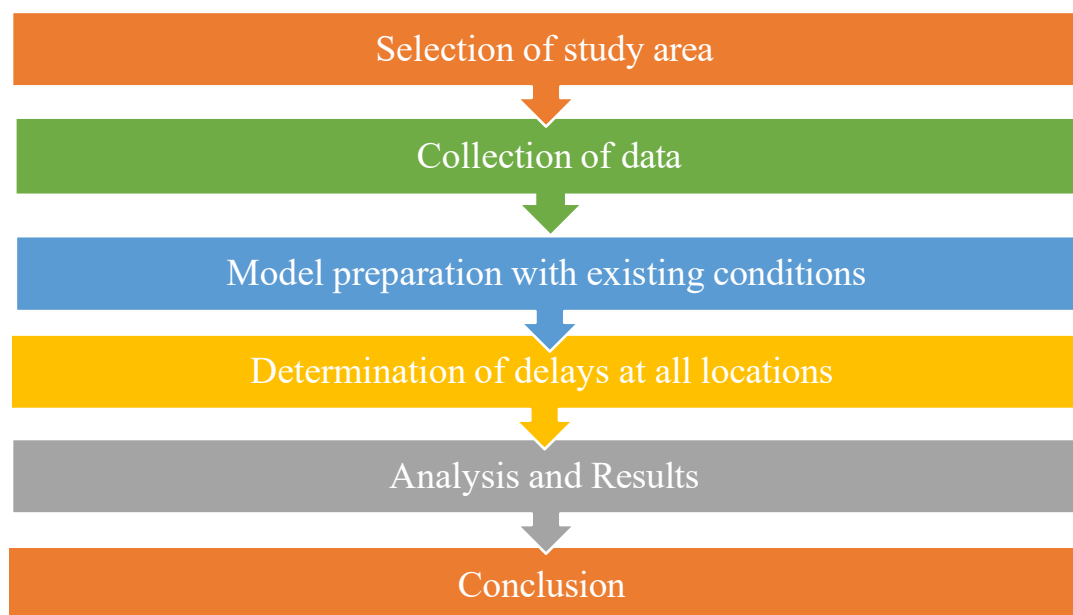 Selection of study area
Collection of data
Model preparation with existing conditions
Determination of delays at all locations
Analysis and Results
Conclusion